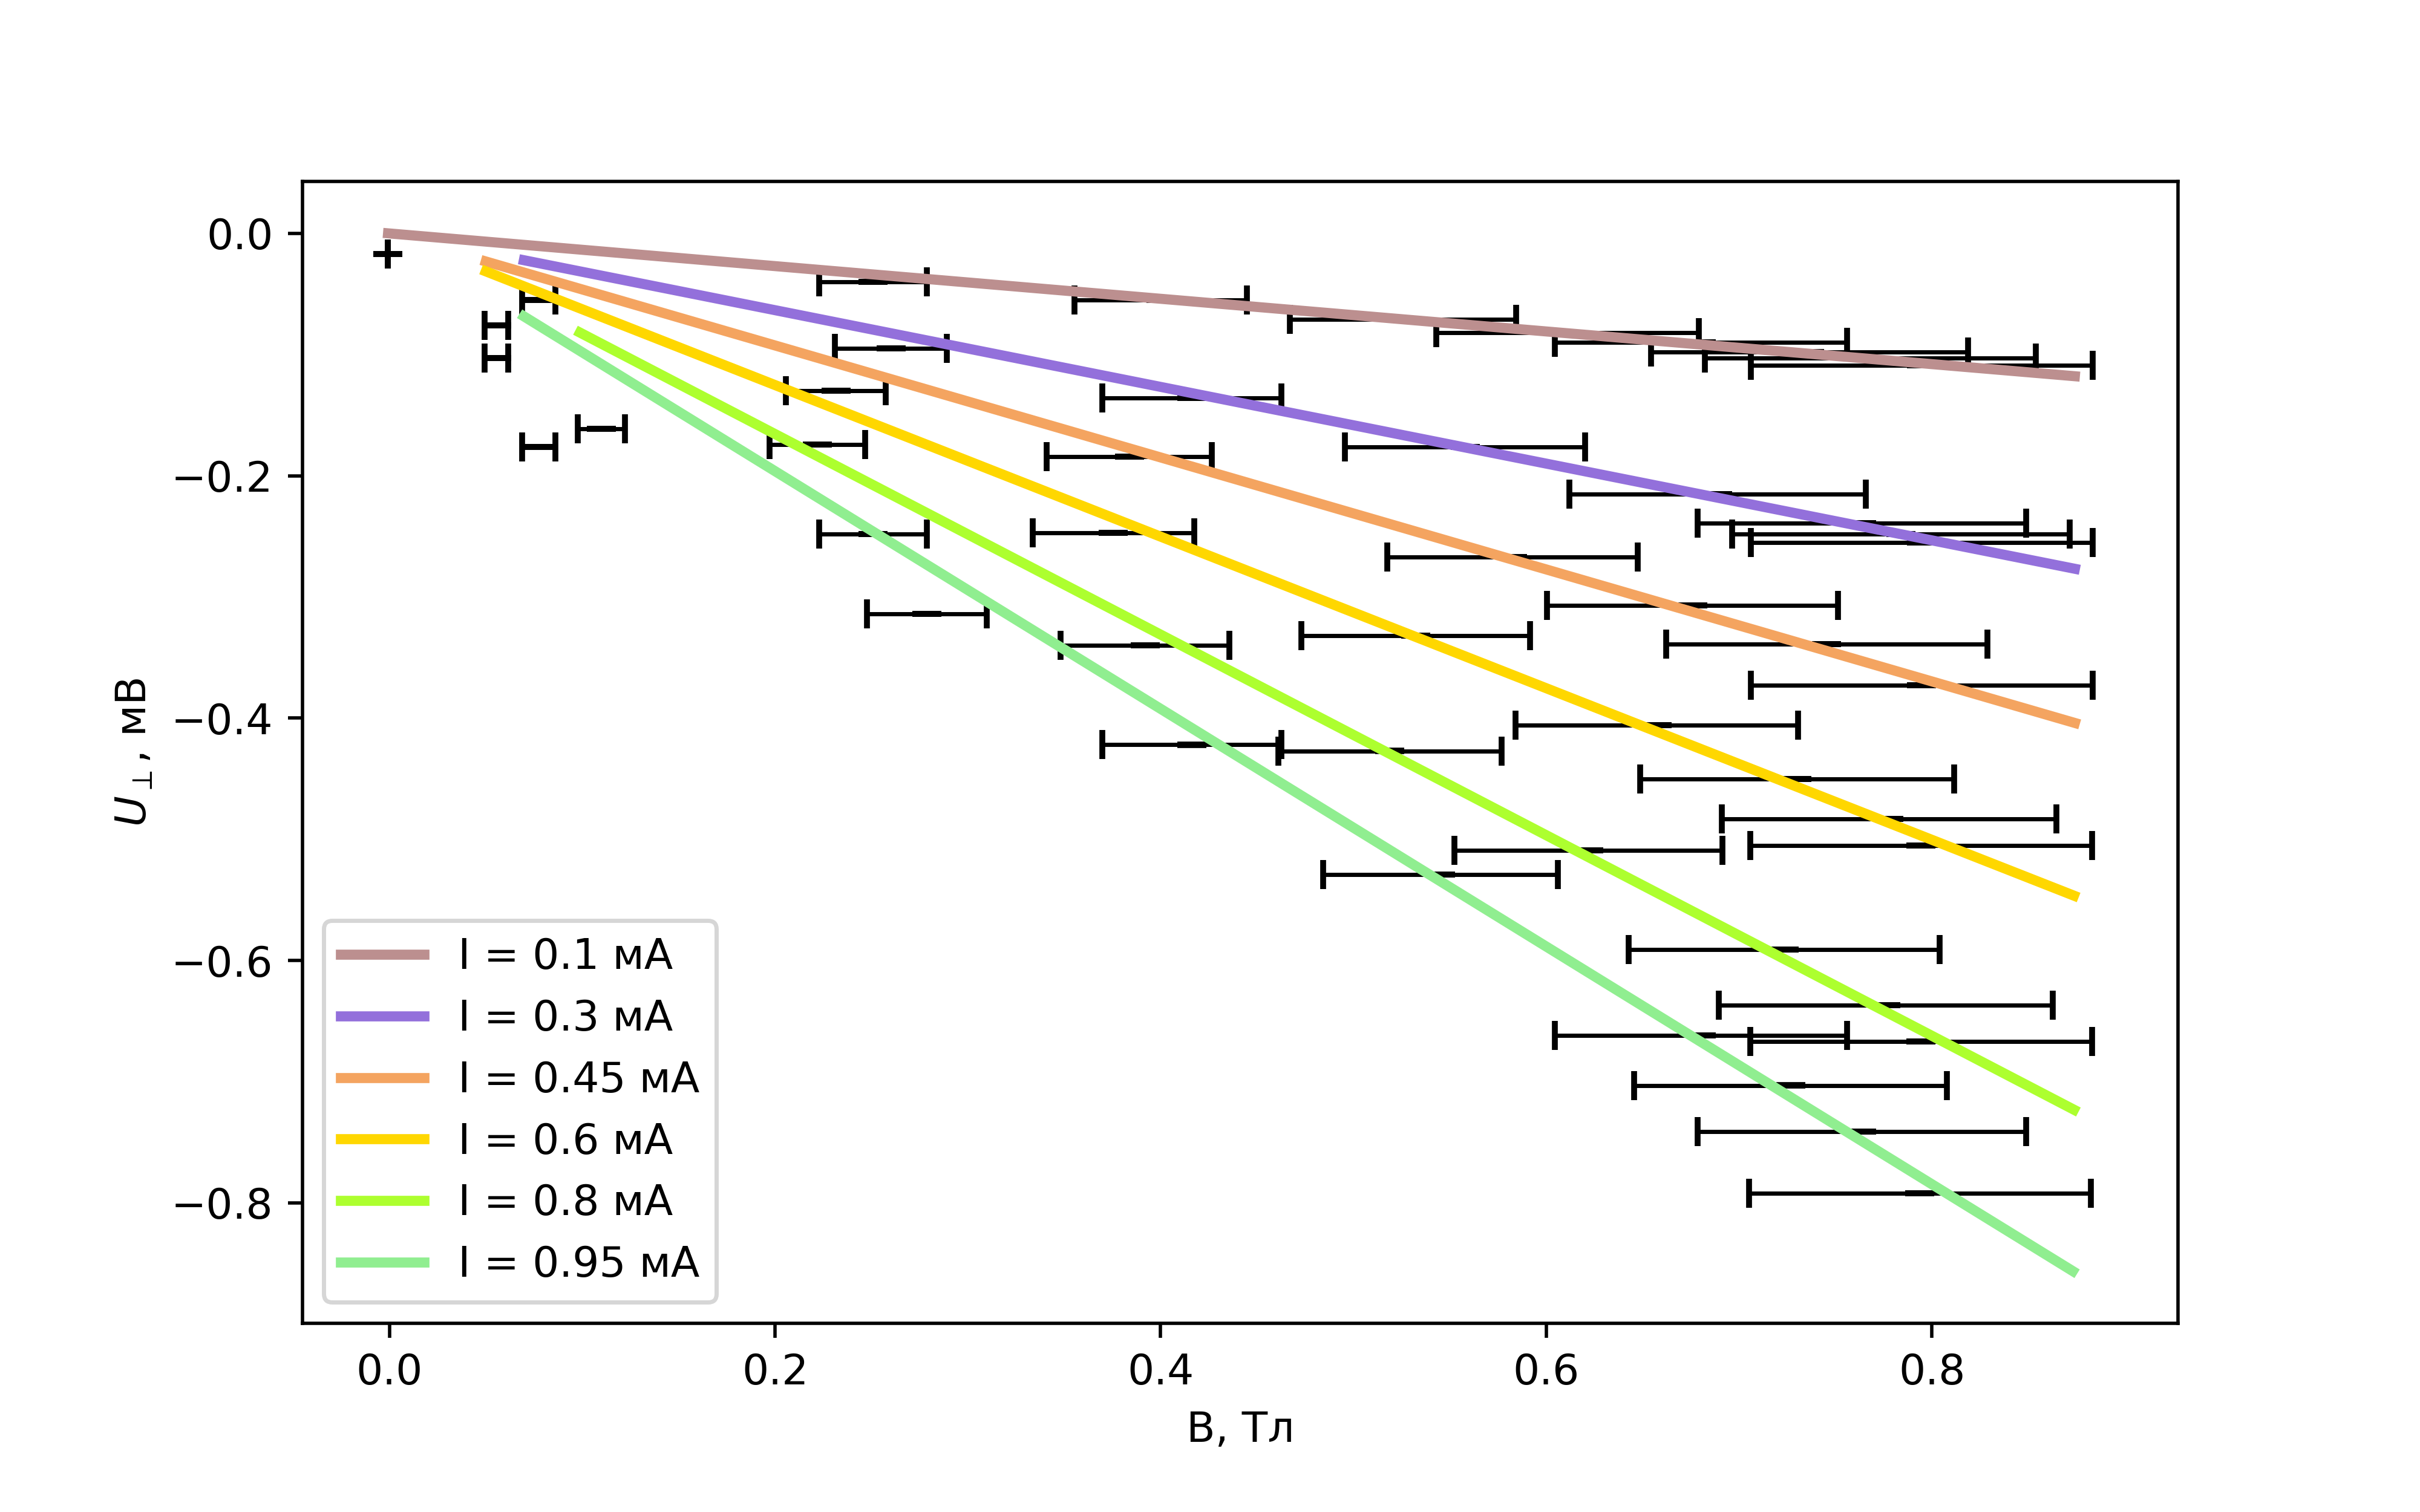 0.0
−0.2
−0.4
−0.6
−0.8
U⊥, мВ
I = 0.1 мА
I = 0.3 мА
I = 0.45 мА
I = 0.6 мА
I = 0.8 мА
I = 0.95 мА
0.0 0.2 0.4 0.6 0.8
В, Тл